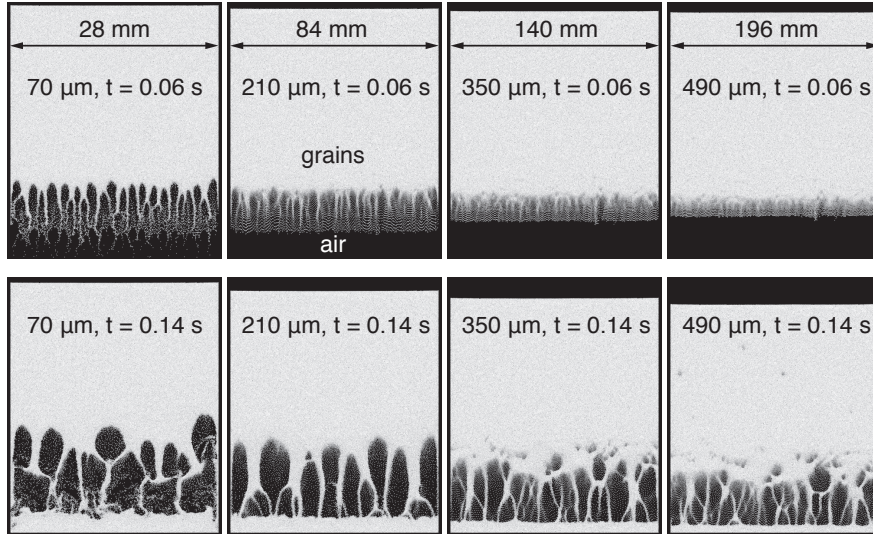 28 mm
84 mm
140 mm
196 mm
70 µm, t = 0.06 s
210 µm, t = 0.06 s
350 µm, t = 0.06 s
490 µm, t = 0.06 s
grains
air
70 µm, t = 0.14 s
210 µm, t = 0.14 s
350 µm, t = 0.14 s
490 µm, t = 0.14 s